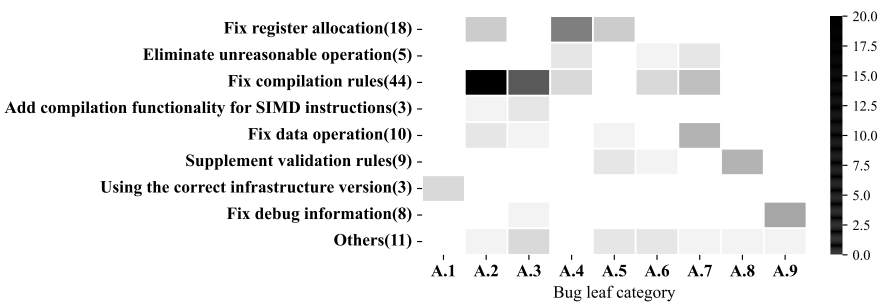 Fix register allocation(18)
Eliminate unreasonable operation(5)
Fix compilation rules(44)
Add compilation functionality for SIMD instructions(3)
Fix data operation(10)
Supplement validation rules(9)
Using the correct infrastructure version(3)
Fix debug information(8)
Others(11)
A.1 A.2 A.3 A.4 A.5 A.6 A.7 A.8 A.9
Bug leaf category
20.0
17.5
15.0
12.5
10.0
7.5
5.0
2.5
0.0